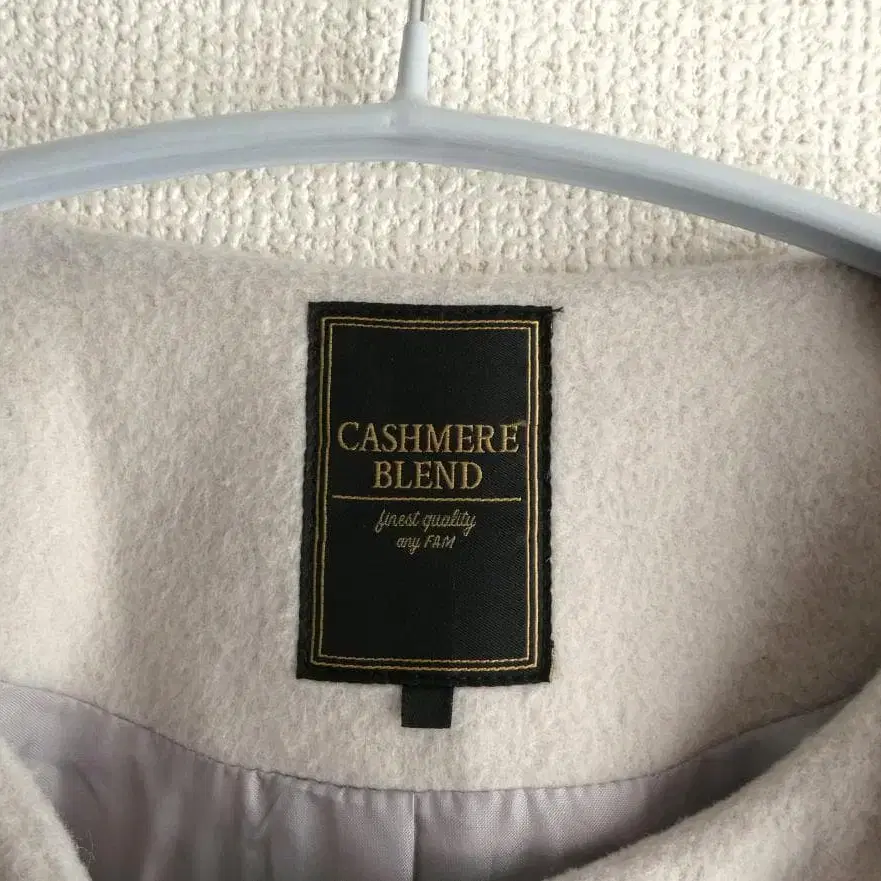 CASHMERE
BLEND
finest quality
any FAM